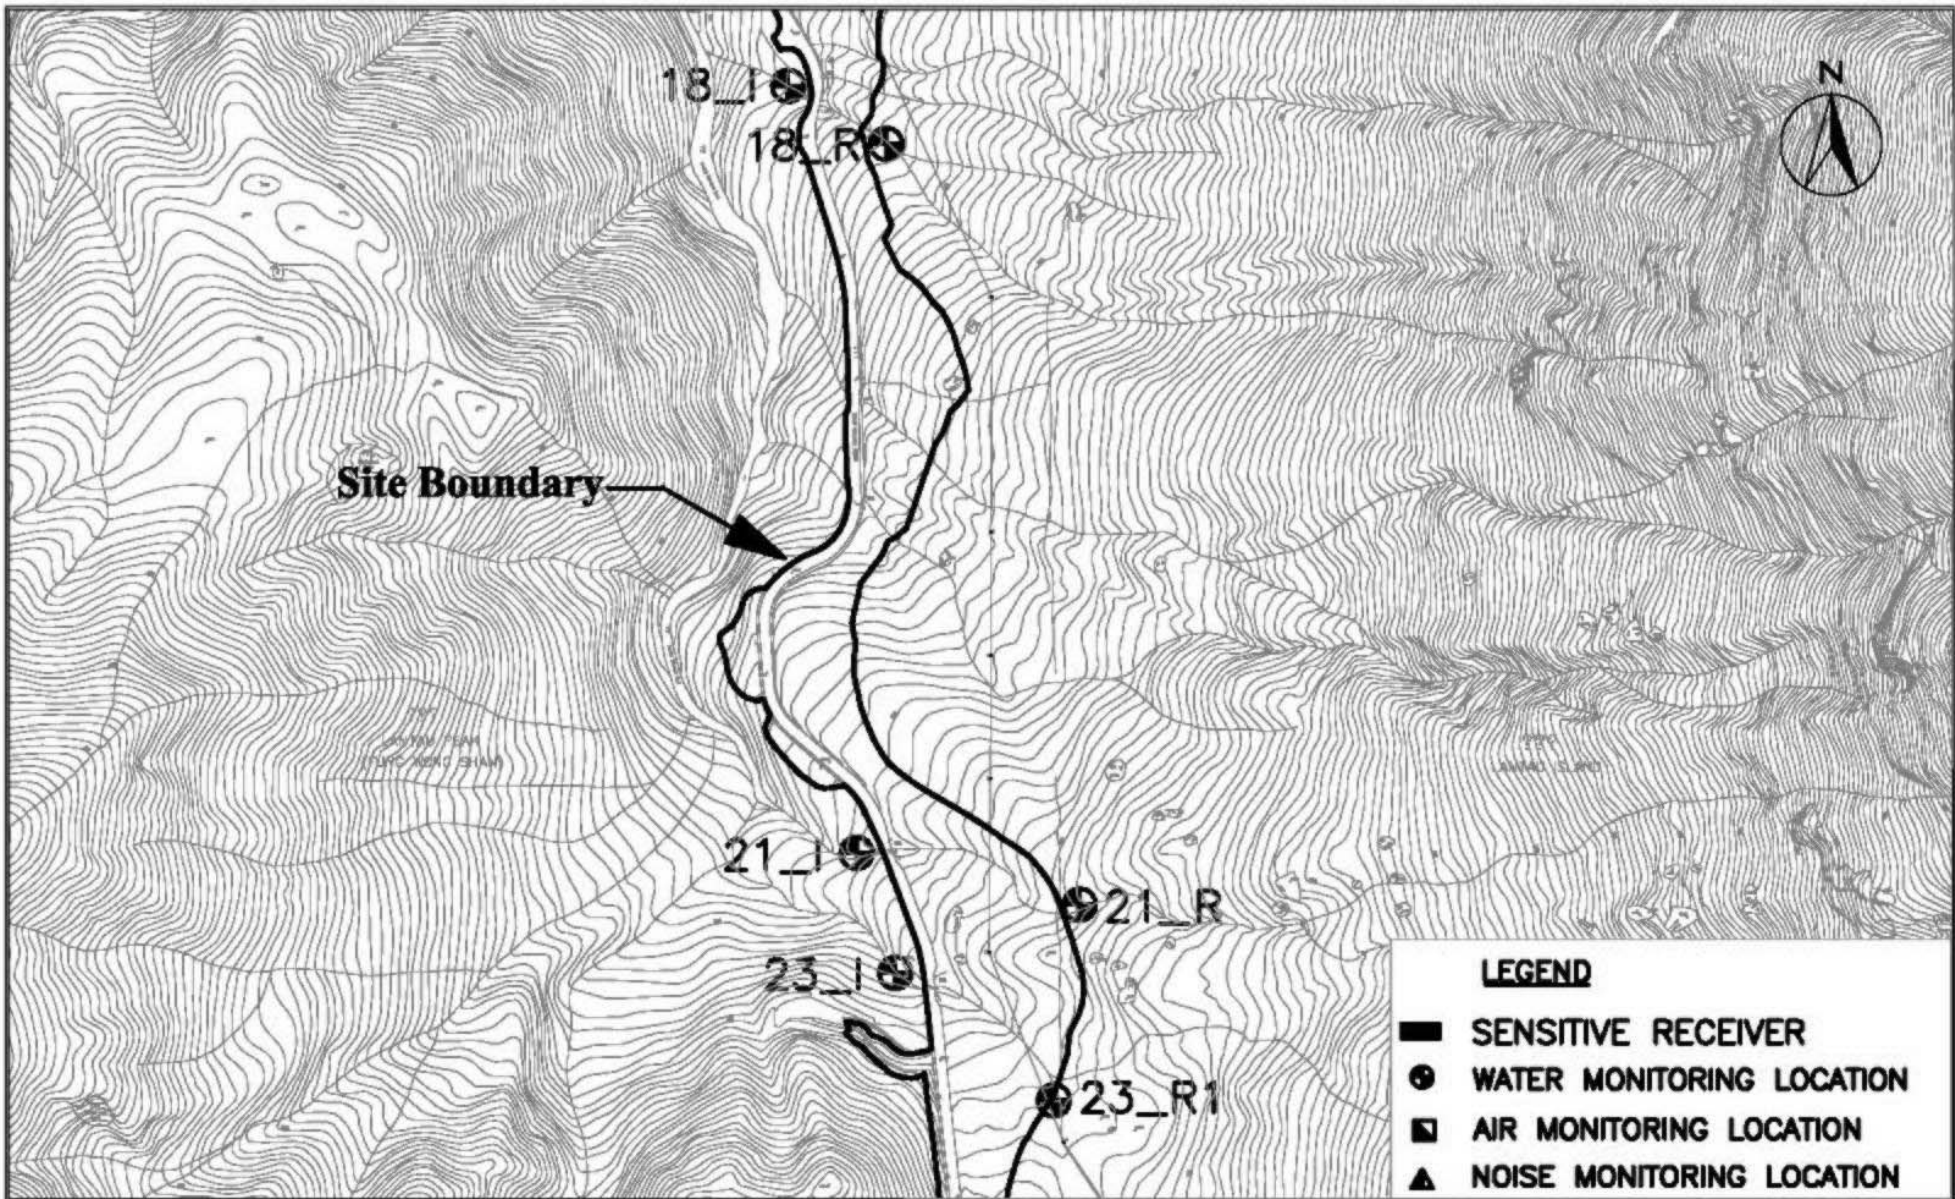 N
18_I
18_R
Site Boundary
21_I
21_R
23_I
23_R1
LEGEND
SENSITIVE RECEIVER
WATER MONITORING LOCATION
AIR MONITORING LOCATION
NOISE MONITORING LOCATION